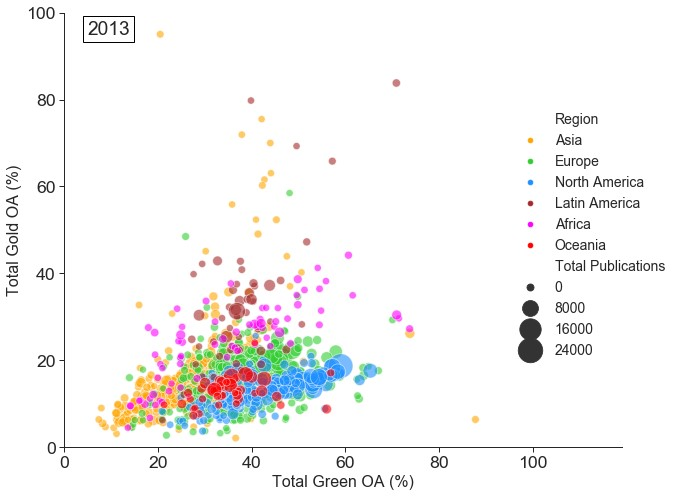 2013
100
80
60
40
20
0
Total Gold OA (%)
0 20 40 60 80 100
Total Green OA (%)
Region
Asia
Europe
North America
Latin America
Africa
Oceania
Total Publications
0
8000
16000
24000